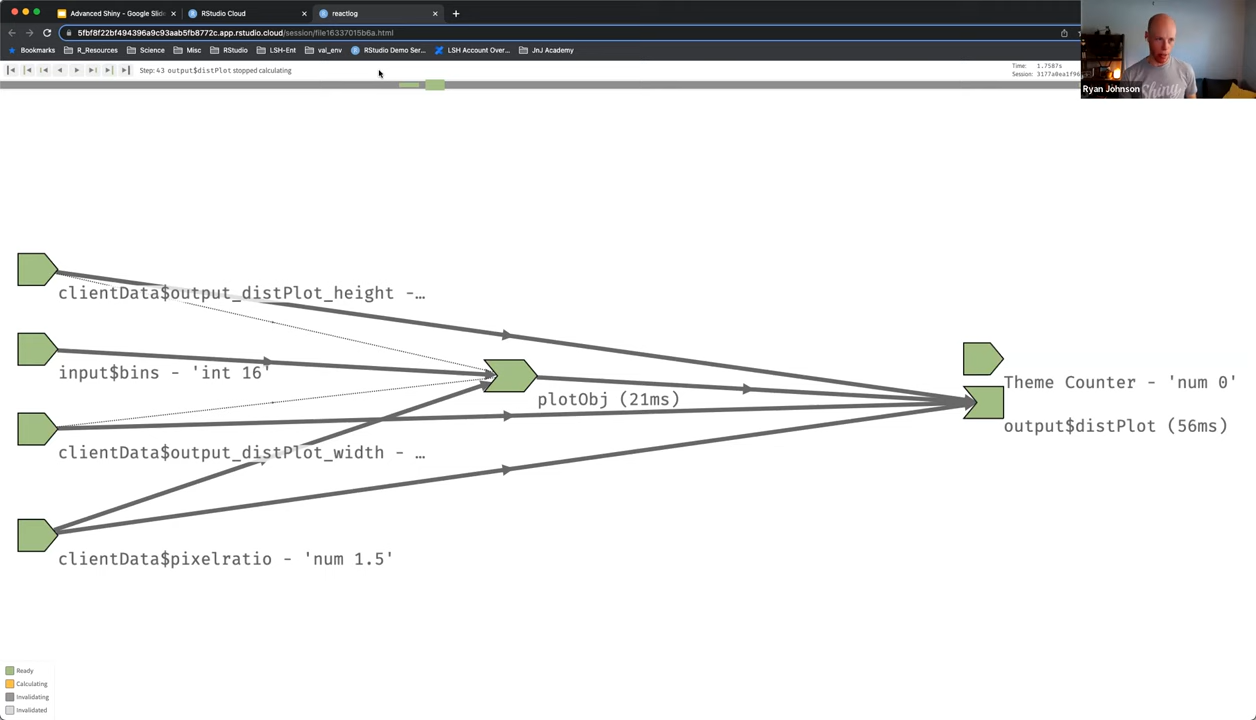 Advanced Shiny - Google Slid
RStudio Cloud
reactlog
5fbf8f22bf494396a9c93aab5fb8772c.app.rstudio.cloud/session/file16337015b6a.html
Bookmarks R_Resources Science Misc RStudio LSH-Ent val_env RStudio Demo Ser... LSH Account Over... JnJ Academy
Step: 43 output$distPlot stopped calculating
Time: 1.7587s
Session: 3177a0ea1f96
Ryan Johnson
clientData$output_distPlot_height -…
input$bins - 'int 16'
plotObj (21ms)
Theme Counter - 'num 0'
output$distPlot (56ms)
clientData$output_distPlot_width - …
clientData$pixelratio - 'num 1.5'
Ready
Calculating
Invalidating
Invalidated